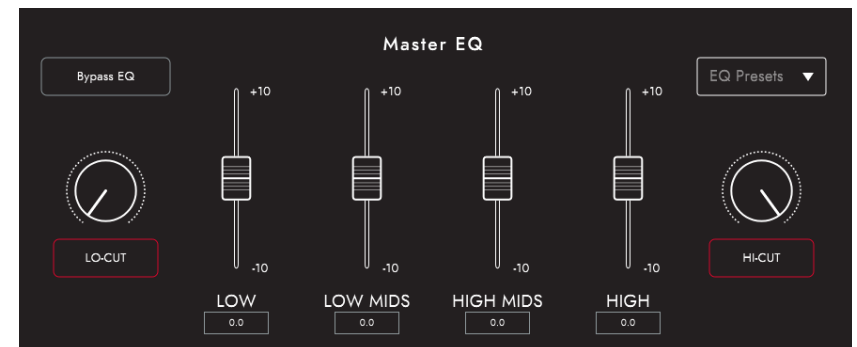 Master EQ
Bypass EQ
EQ Presets
+10 +10 +10 +10
LO-CUT HI-CUT
-10 -10 -10 -10
LOW LOW MIDS HIGH MIDS HIGH
0.0 0.0 0.0 0.0